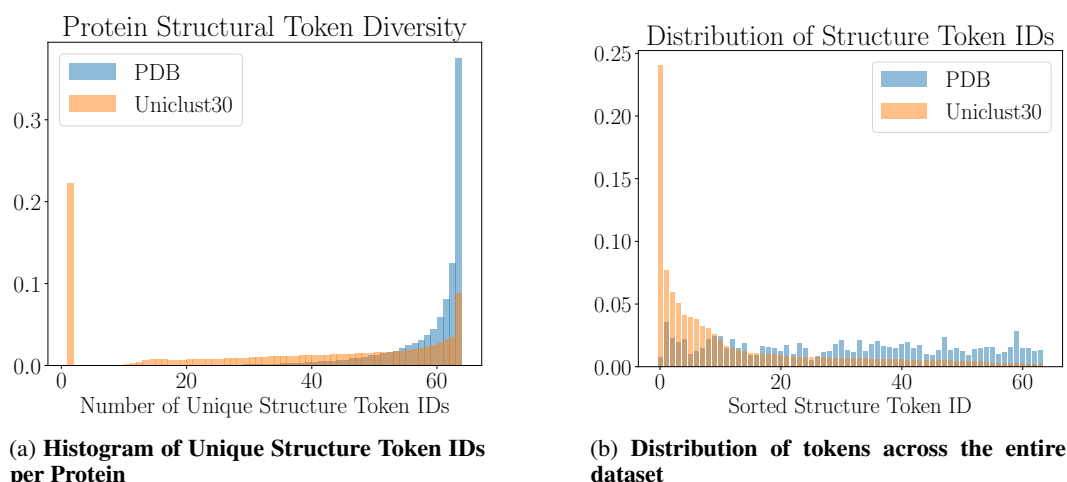 Protein Structural Token Diversity
PDB
Uniclust30
0.3
0.2
0.1
0.0
0 20 40 60
Number of Unique Structure Token IDs
(a) Histogram of Unique Structure Token IDs
per Protein
Distribution of Structure Token IDs
PDB
Uniclust30
0.25
0.20
0.15
0.10
0.05
0.00
0 20 40 60
Sorted Structure Token ID
(b) Distribution of tokens across the entire
dataset